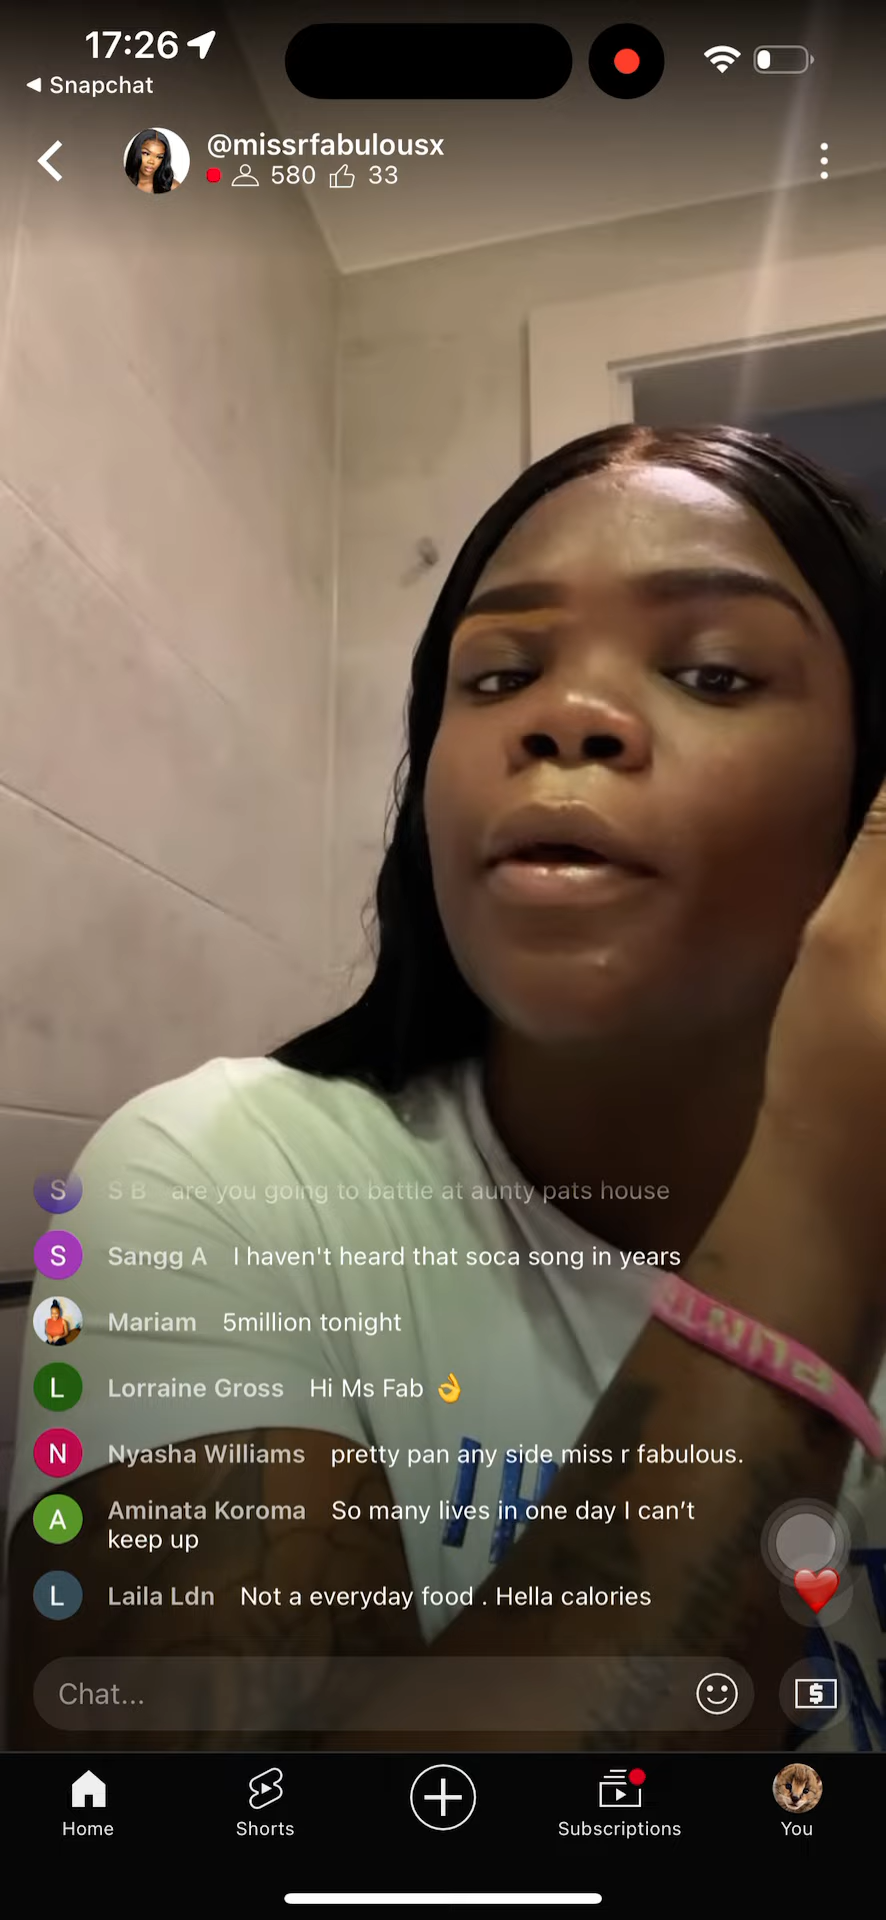 17:26
Snapchat
@missrfabulousx
580 33
S S B are you going to battle at aunty pats house
S Sangg A I haven't heard that soca song in years
Mariam 5million tonight
L Lorraine Gross Hi Ms Fab 👌
N Nyasha Williams pretty pan any side miss r fabulous.
A Aminata Koroma So many lives in one day I can't
keep up
L Laila Ldn Not a everyday food . Hella calories
Chat...
Home Shorts Subscriptions You